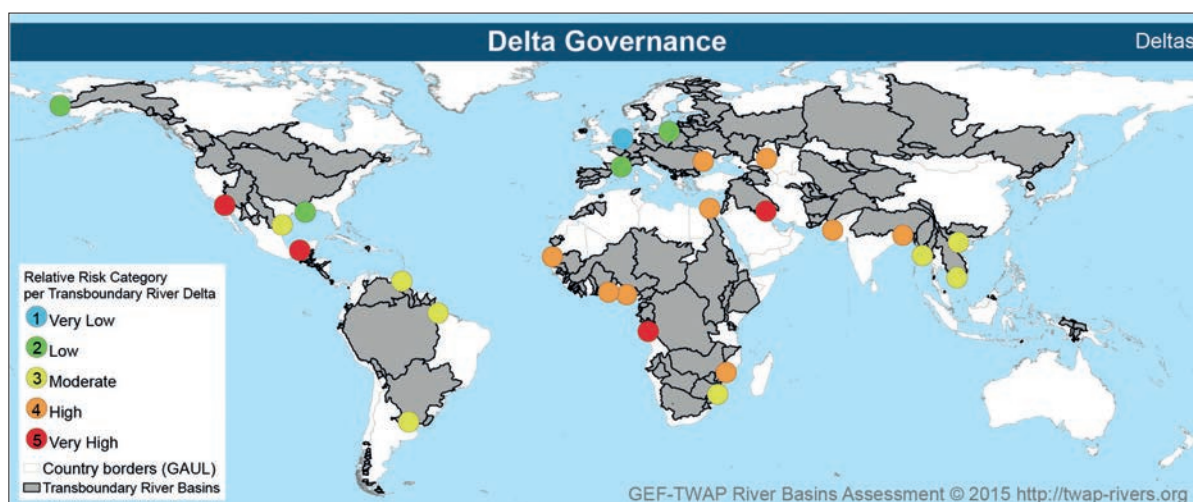 Delta Governance
Deltas
Relative Risk Category
per Transboundary River Delta
1 Very Low
2 Low
3 Moderate
4 High
5 Very High
Country borders (GAUL)
Transboundary River Basins
GEF-TWAP River Basins Assessment © 2015 http://twap-rivers.org